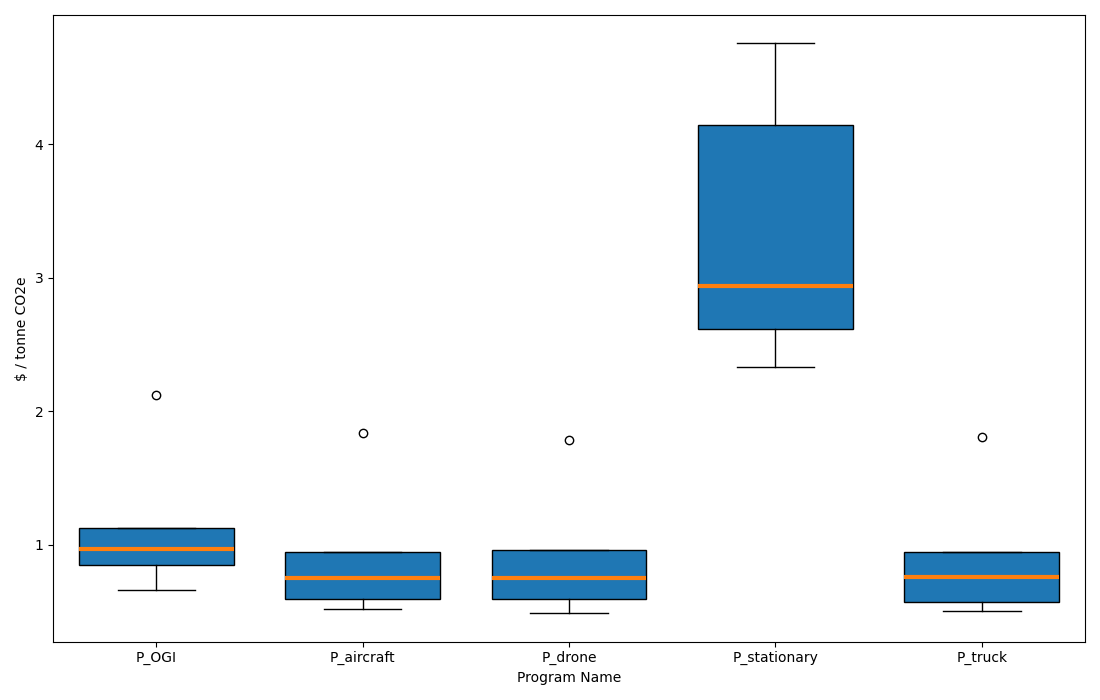 $ / tonne CO2e
4
3
2
1
P_OGI
P_aircraft
P_drone
P_stationary
P_truck
Program Name